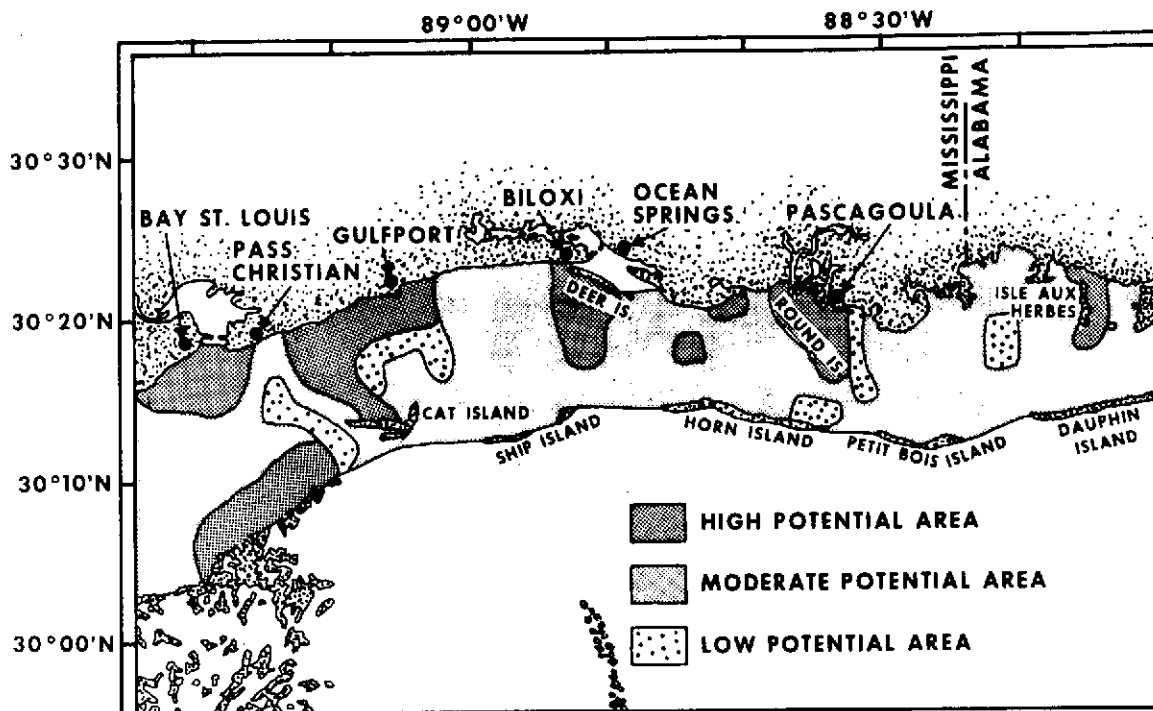 89°00'W
88°30'W
MISSISSIPPI
ALABAMA
30°30'N
BAY ST. LOUIS
PASS
CHRISTIAN
GULFPORT
BILOXI
OCEAN
SPRINGS
PASCAGOULA
DEER IS.
ROUND IS
ISLE AUX
HERBES
30°20'N
CAT ISLAND
SHIP ISLAND
HORN ISLAND
PETIT BOIS ISLAND
DAUPHIN
ISLAND
30°10'N
HIGH POTENTIAL AREA
MODERATE POTENTIAL AREA
30°00'N
LOW POTENTIAL AREA